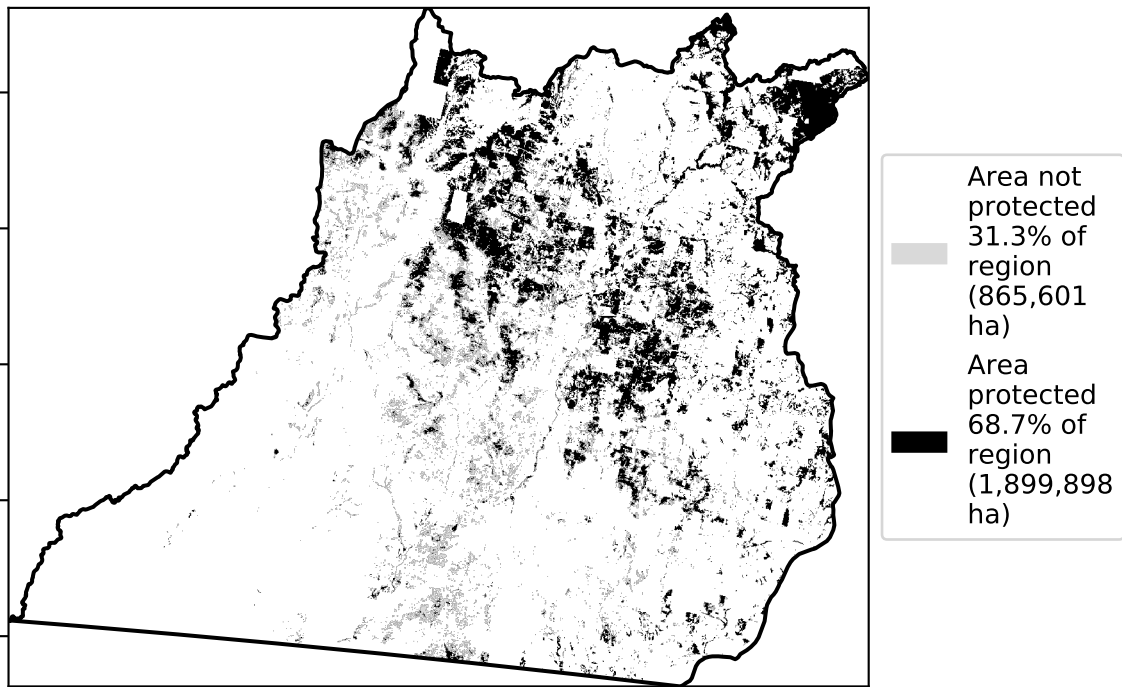 Area not
protected
31.3% of
region
(865,601
ha)
Area
protected
68.7% of
region
(1,899,898
ha)